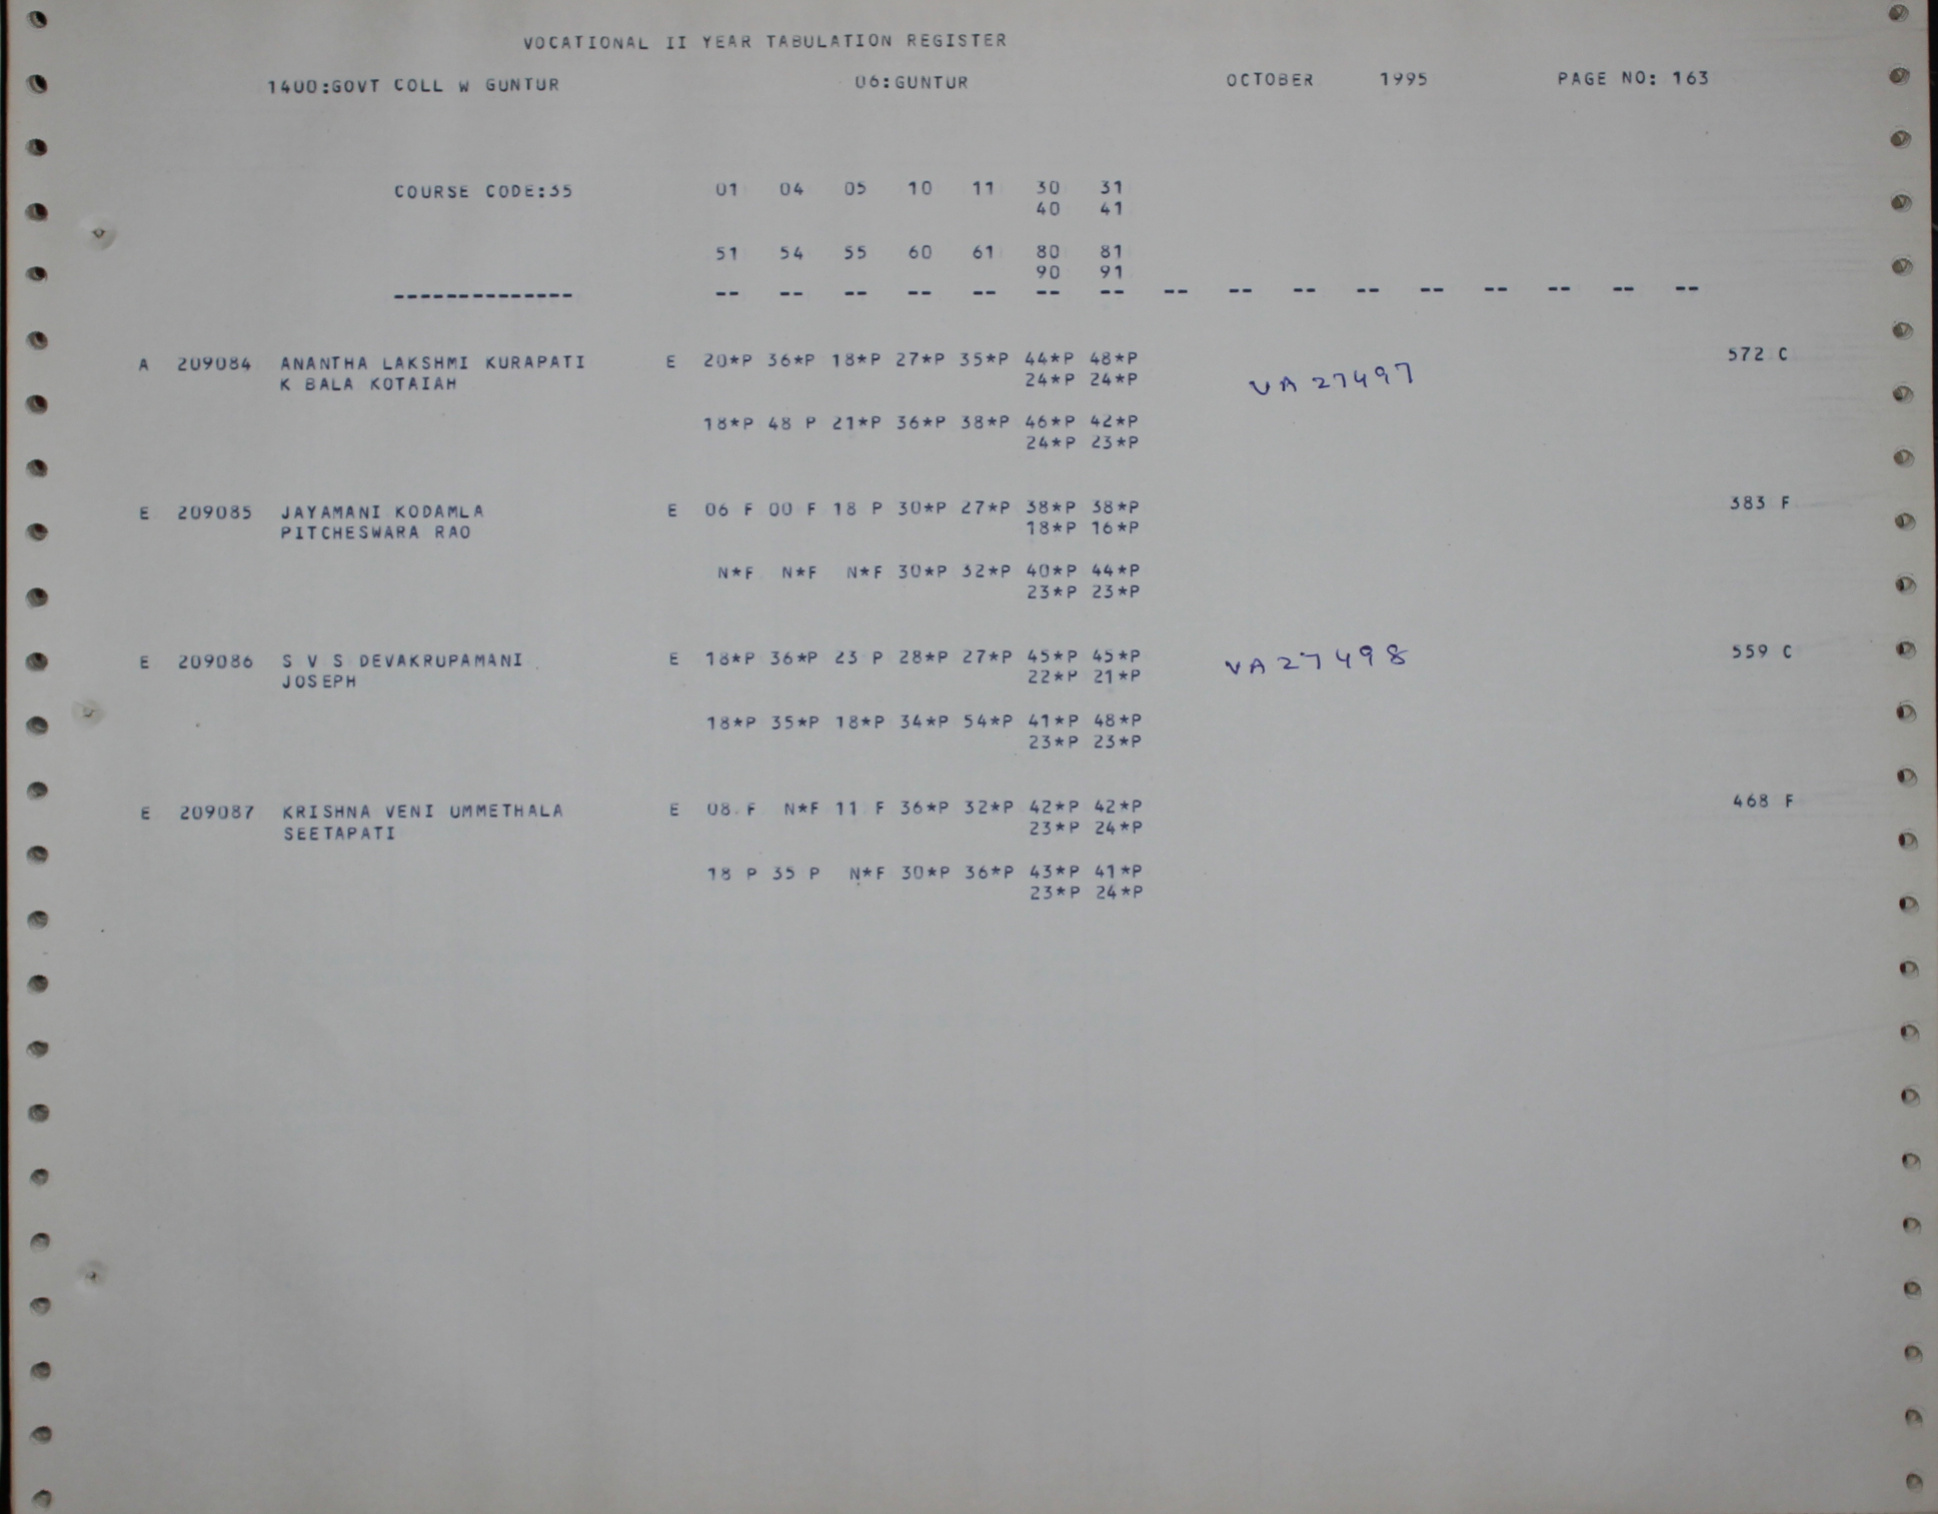 VOCATIONAL II YEAR TABULATION REGISTER
1400:GOVT COLL W GUNTUR 06:GUNTUR OCTOBER 1995 PAGE NO: 163
COURSE CODE:35 01 04 05 10 11 30 31
40 41
51 54 55 60 61 80 81
90 91
-------------- -- -- -- -- -- -- -- -- -- -- -- -- -- -- -- --
A 209084 ANANTHA LAKSHMI KURAPATI E 20*P 36*P 18*P 27*P 35*P 44*P 48*P VA 27497 572 C
K BALA KOTAIAH 24*P 24*P
18*P 48 P 21*P 36*P 38*P 46*P 42*P
24*P 23*P
E 209085 JAYAMANI KODAMLA E 06 F 00 F 18 P 30*P 27*P 38*P 38*P 383 F
PITCHESWARA RAO 18*P 16*P
N*F N*F N*F 30*P 32*P 40*P 44*P
23*P 23*P
E 209086 S V S DEVAKRUPAMANI E 18*P 36*P 23 P 28*P 27*P 45*P 45*P VA 27498 559 C
JOSEPH 22*P 21*P
18*P 35*P 18*P 34*P 54*P 41*P 48*P
23*P 23*P
E 209087 KRISHNA VENI UMMETHALA E 08 F N*F 11 F 36*P 32*P 42*P 42*P 468 F
SEETAPATI 23*P 24*P
18 P 35 P N*F 30*P 36*P 43*P 41*P
23*P 24*P